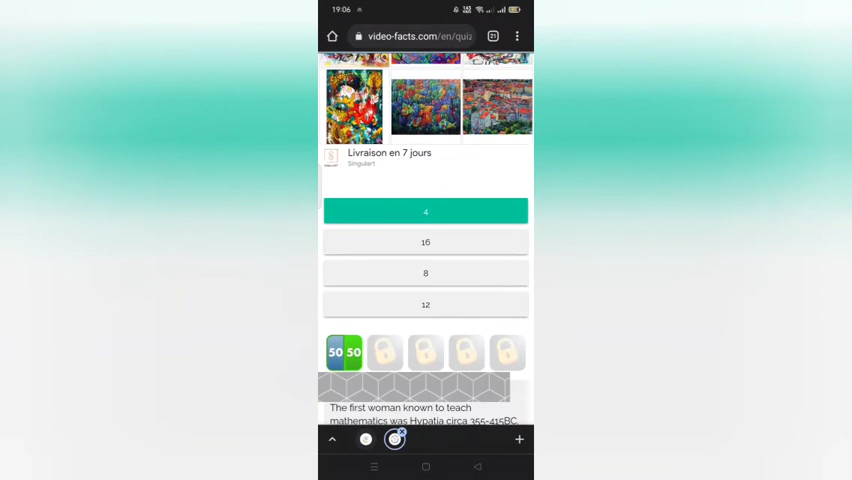 19:06
145
video-facts.com/en/quiz
21
Livraison en 7 jours
Singulart
4
16
8
12
50 50
The first woman known to teach
mathematics was Hypatia circa 355-415BC.